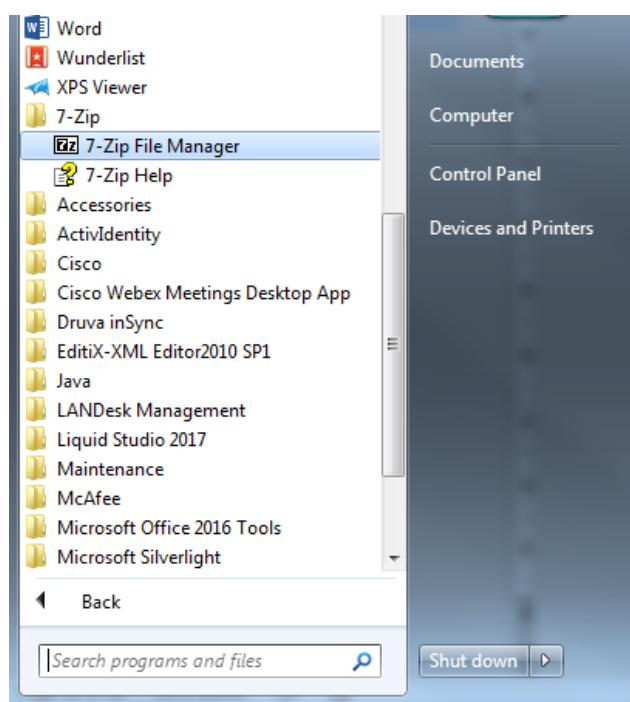 Word
Wunderlist
XPS Viewer
7-Zip
7-Zip File Manager
7-Zip Help
Accessories
ActivIdentity
Cisco
Cisco Webex Meetings Desktop App
Druva inSync
EditiX-XML Editor2010 SP1
Java
LANDesk Management
Liquid Studio 2017
Maintenance
McAfee
Microsoft Office 2016 Tools
Microsoft Silverlight
Back
Search programs and files
Documents
Computer
Control Panel
Devices and Printers
Shut down